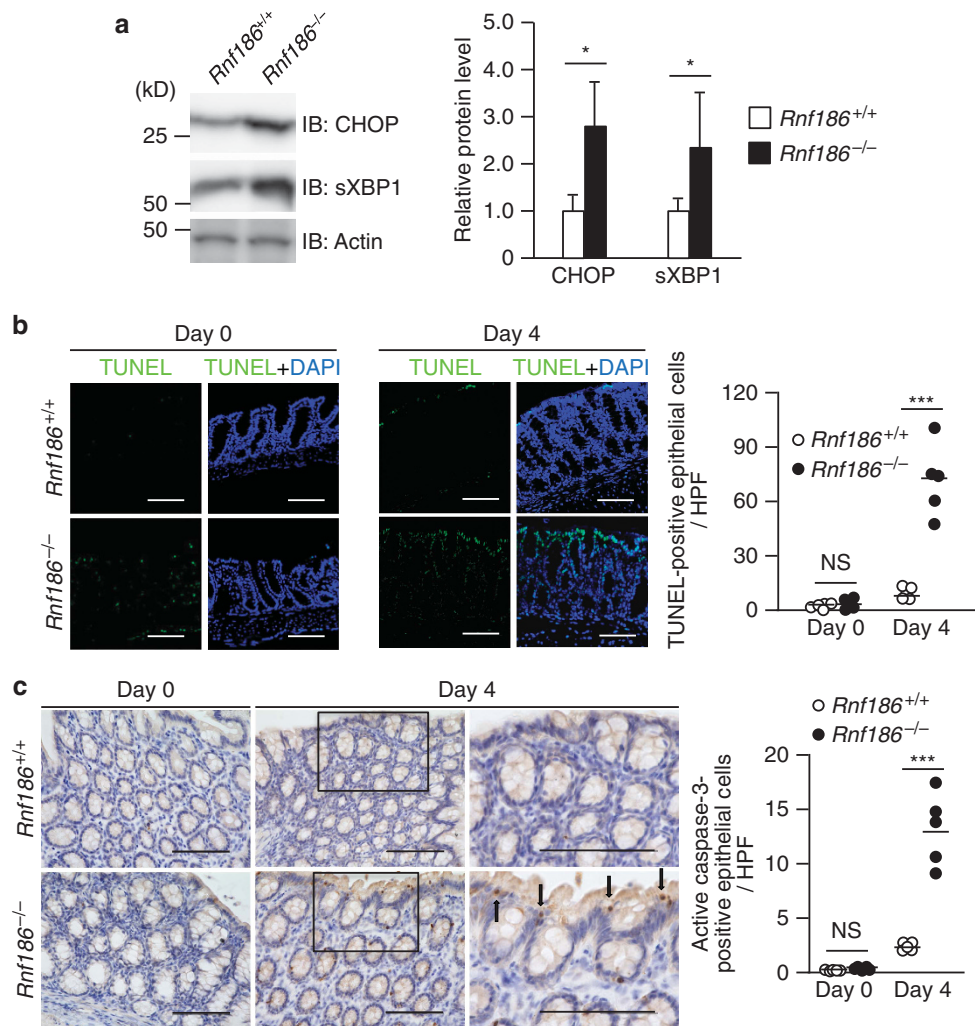 a
Rnf186+/+
Rnf186−/−
(kD)
25
IB: CHOP
50
IB: sXBP1
50
IB: Actin
Relative protein level
5.0
4.0
3.0
2.0
1.0
0
*
*
CHOP
sXBP1
Rnf186+/+
Rnf186−/−
b
Day 0
Day 4
TUNEL
TUNEL+DAPI
TUNEL
TUNEL+DAPI
Rnf186+/+
Rnf186−/−
TUNEL-positive epithelial cells
/ HPF
120
90
60
30
0
***
Rnf186+/+
Rnf186−/−
NS
Day 0
Day 4
c
Day 0
Day 4
Rnf186+/+
Rnf186−/−
Rnf186+/+
Rnf186−/−
Active caspase-3-
positive epithelial cells
/ HPF
20
15
10
5
0
***
NS
Day 0
Day 4